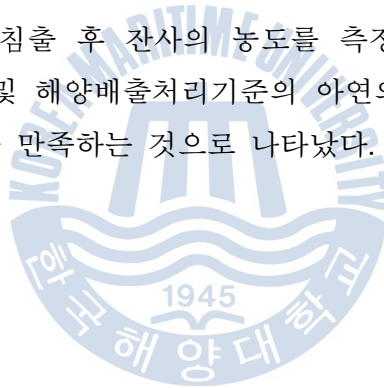 침출 후 잔사의 농도를 측정
및 해양배출처리기준의 아연의
만족하는 것으로 나타났다.
KOREA MARITIME & OCEAN UNIVERSITY
1945
한국해양대학교